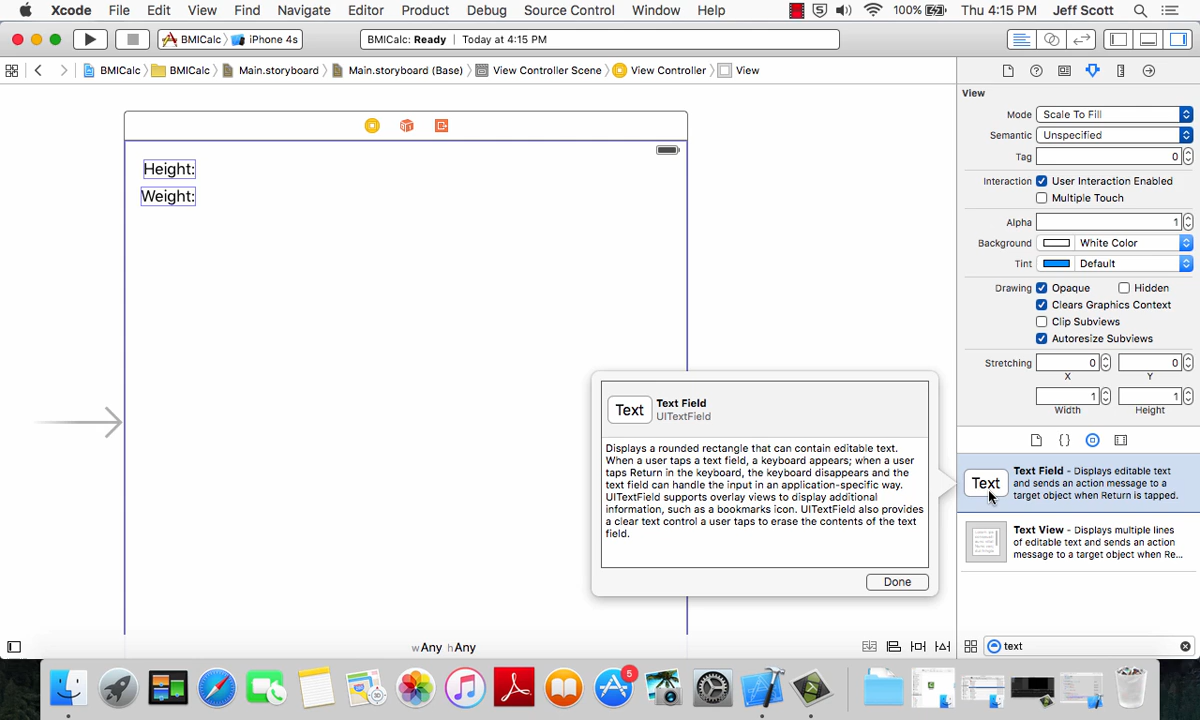 Xcode File Edit View Find Navigate Editor Product Debug Source Control Window Help 100% Thu 4:15 PM Jeff Scott
BMICalc iPhone 4s BMICalc: Ready | Today at 4:15 PM
BMICalc BMICalc Main.storyboard Main.storyboard (Base) View Controller Scene View Controller View
Height:
Weight:
View
Mode Scale To Fill
Semantic Unspecified
Tag 0
Interaction User Interaction Enabled
Multiple Touch
Alpha 1
Background White Color
Tint Default
Drawing Opaque Hidden
Clears Graphics Context
Clip Subviews
Autoresize Subviews
Stretching 0 0
X Y
1 1
Width Height
Text Text Field
UITextField
Displays a rounded rectangle that can contain editable text.
When a user taps a text field, a keyboard appears; when a user
taps Return in the keyboard, the keyboard disappears and the
text field can handle the input in an application-specific way.
UITextField supports overlay views to display additional
information, such as a bookmarks icon. UITextField also provides
a clear text control a user taps to erase the contents of the text
field.
Done
Text
Text Field - Displays editable text
and sends an action message to a
target object when Return is tapped.
Text View - Displays multiple lines
of editable text and sends an action
message to a target object when Re...
wAny hAny
text
5